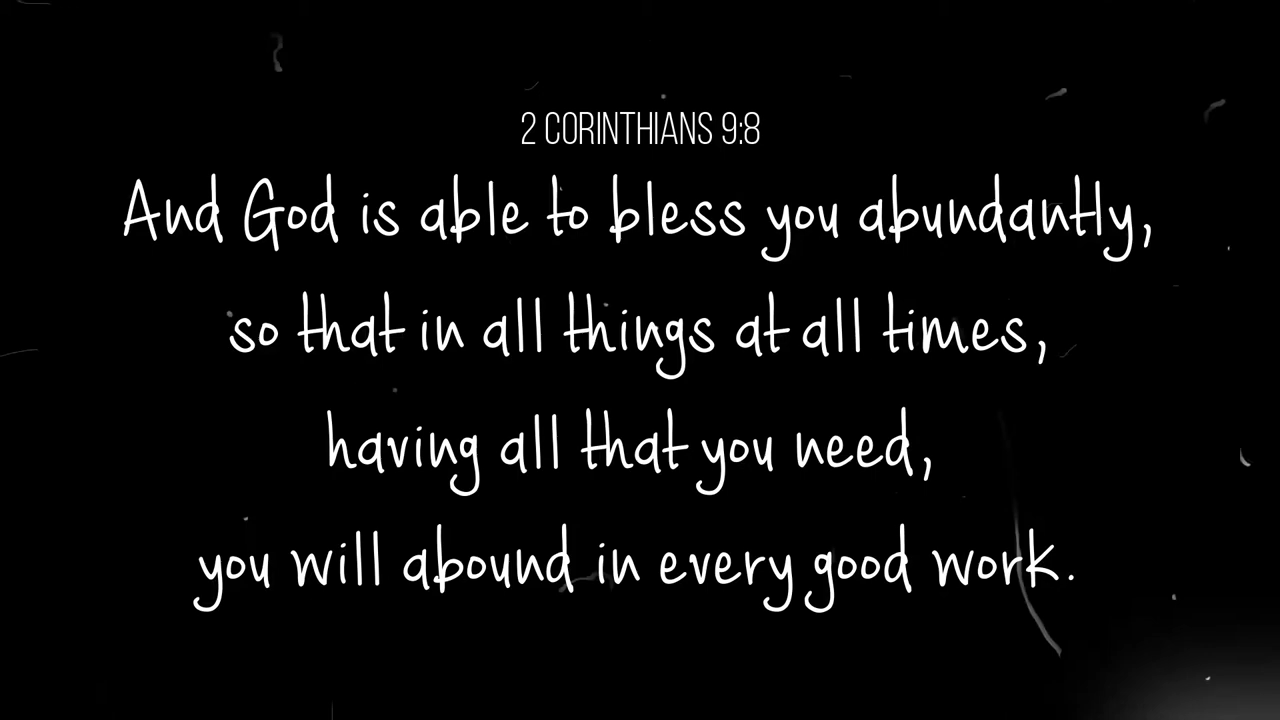 2 CORINTHIANS 9:8
And God is able to bless you abundantly,
so that in all things at all times,
having all that you need,
you will abound in every good work.